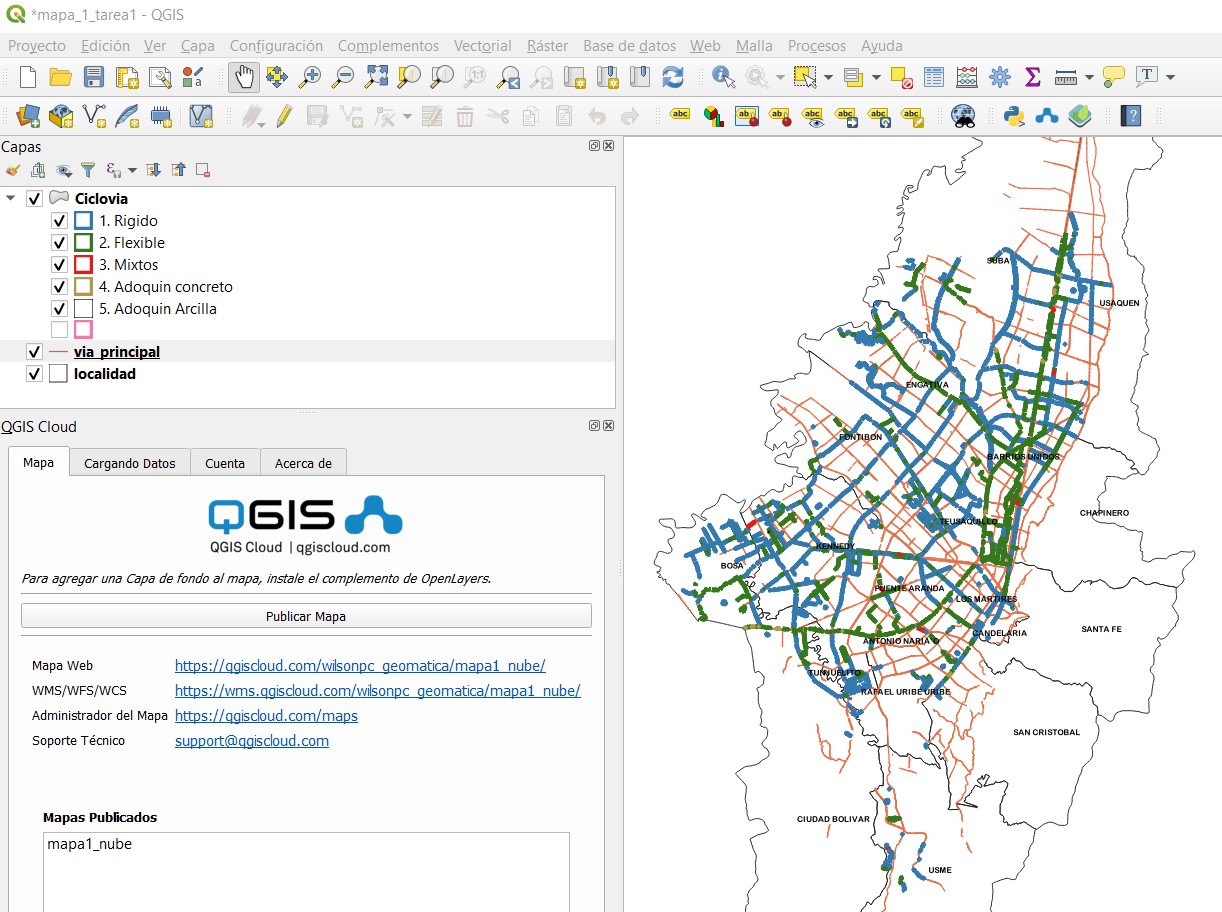 *mapa_1_tarea1 - QGIS
Proyecto Edición Ver Capa Configuración Complementos Vectorial Ráster Base de datos Web Malla Procesos Ayuda
Capas
Ciclovia
1. Rigido
2. Flexible
3. Mixtos
4. Adoquin concreto
5. Adoquin Arcilla
via_principal
localidad
QGIS Cloud
Mapa Cargando Datos Cuenta Acerca de
QGIS
QGIS Cloud | qgiscloud.com
Para agregar una Capa de fondo al mapa, instale el complemento de OpenLayers.
Publicar Mapa
Mapa Web https://qgiscloud.com/wilsonpc_geomatica/mapa1_nube/
WMS/WFS/WCS https://wms.qgiscloud.com/wilsonpc_geomatica/mapa1_nube/
Administrador del Mapa https://qgiscloud.com/maps
Soporte Técnico support@qgiscloud.com
Mapas Publicados
mapa1_nube
SUBA
USAQUEN
ENGATIVA
FONTIBON
BARRIOS UNIDOS
CHAPINERO
TEUSAQUILLO
KENNEDY
BOSA
PUENTE ARANDA
LOS MARTIRES
SANTA FE
CANDELARIA
ANTONIO NARIÑO
TUNJUELITO
RAFAEL URIBE URIBE
SAN CRISTOBAL
CIUDAD BOLIVAR
USME